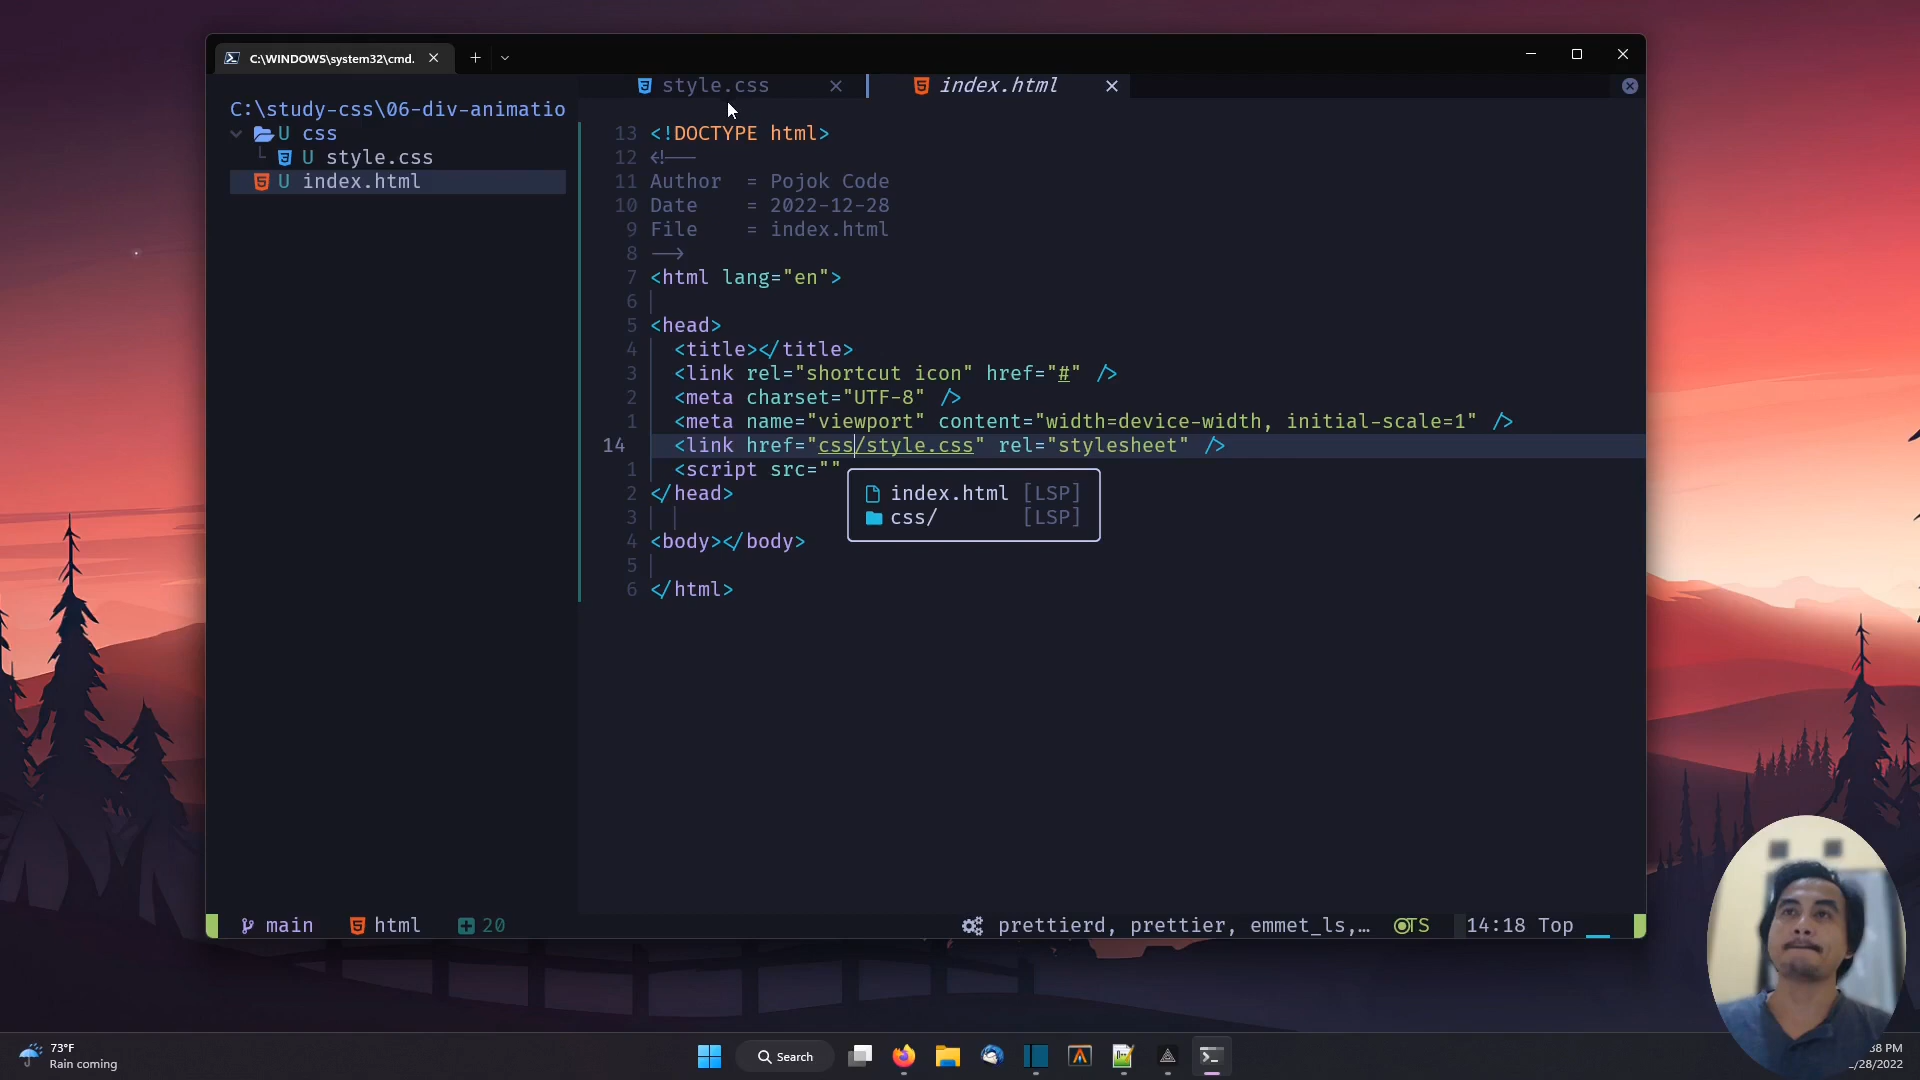 C:\WINDOWS\system32\cmd.
style.css
index.html
C:\study-css\06-div-animatio
U css
U style.css
U index.html
13 <!DOCTYPE html>
12 <!--
11 Author = Pojok Code
10 Date = 2022-12-28
9 File = index.html
8 -->
7 <html lang="en">
6
5 <head>
4 <title></title>
3 <link rel="shortcut icon" href="#" />
2 <meta charset="UTF-8" />
1 <meta name="viewport" content="width=device-width, initial-scale=1" />
14 <link href="css/style.css" rel="stylesheet" />
1 <script src=""
2 </head>
3
4 <body></body>
5
6 </html>
index.html [LSP]
css/ [LSP]
main html 20 prettierd, prettier, emmet_ls,… TS 14:18 Top
73°F
Rain coming
Search
38 PM
/28/2022